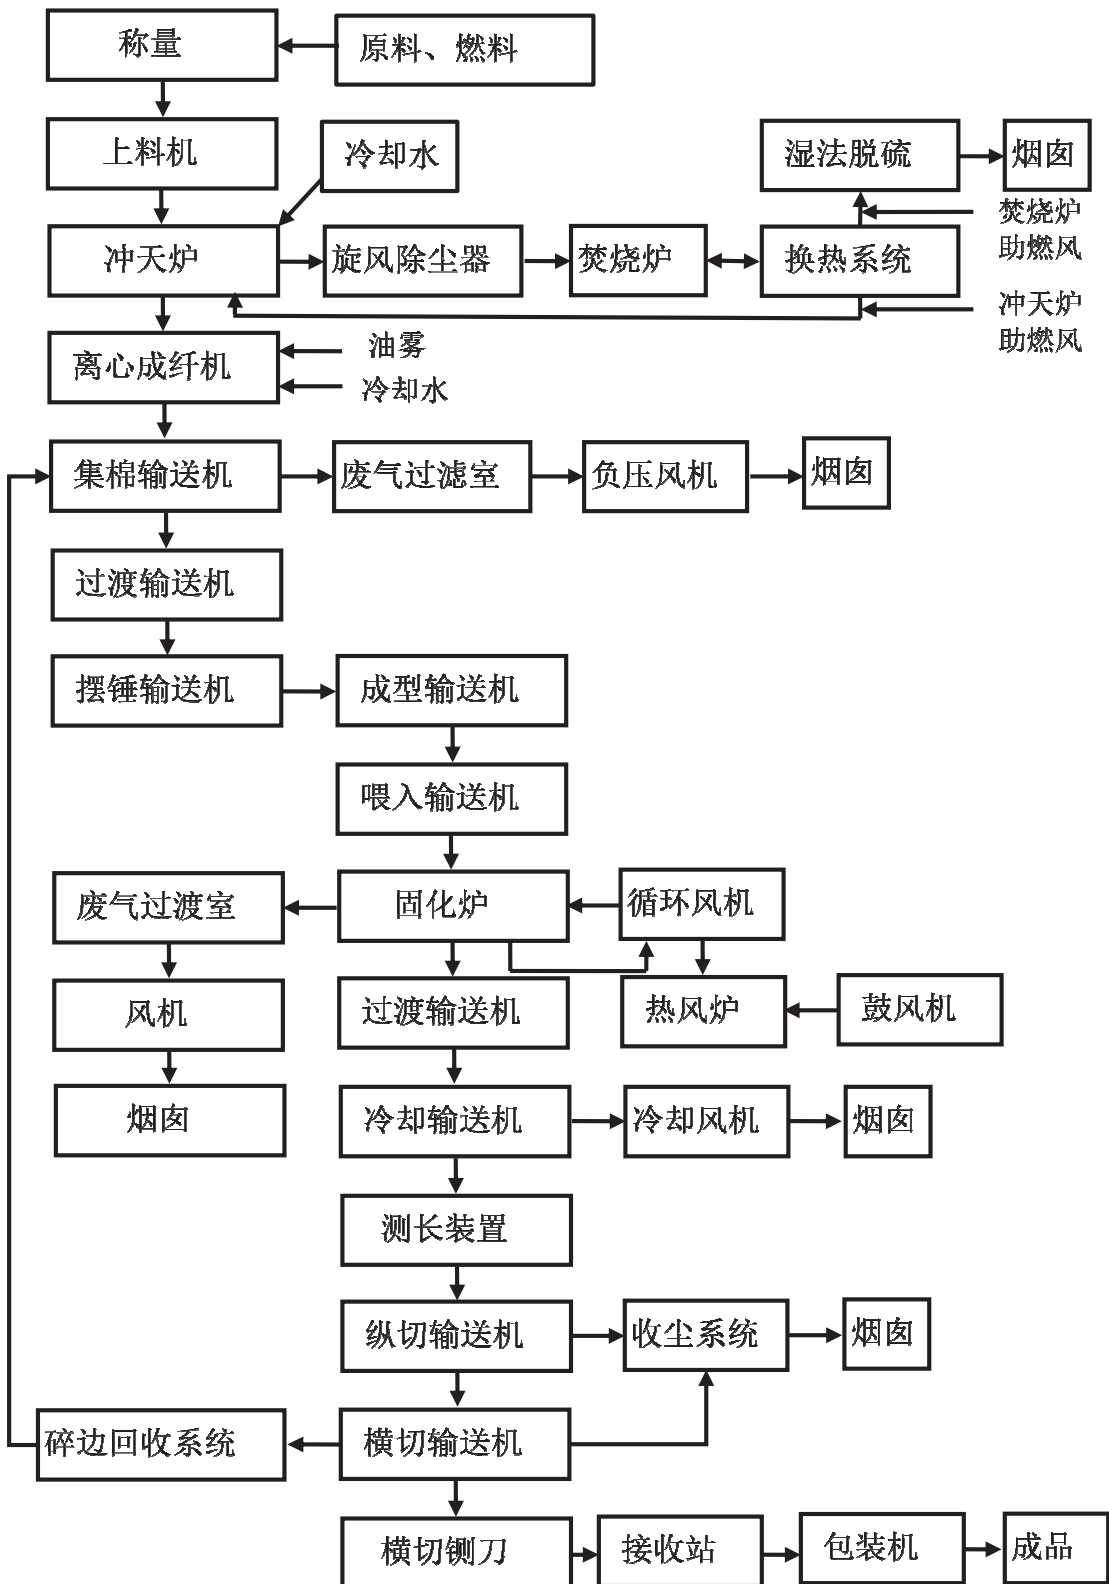 称量
原料、燃料
上料机
冷却水
湿法脱硫
烟囱
冲天炉
旋风除尘器
焚烧炉
换热系统
焚烧炉
助燃风
冲天炉
助燃风
离心成纤机
油雾
冷却水
集棉输送机
废气过滤室
负压风机
烟囱
过渡输送机
摆锤输送机
成型输送机
喂入输送机
废气过渡室
固化炉
循环风机
风机
过渡输送机
热风炉
鼓风机
烟囱
冷却输送机
冷却风机
烟囱
测长装置
纵切输送机
收尘系统
烟囱
碎边回收系统
横切输送机
横切铡刀
接收站
包装机
成品